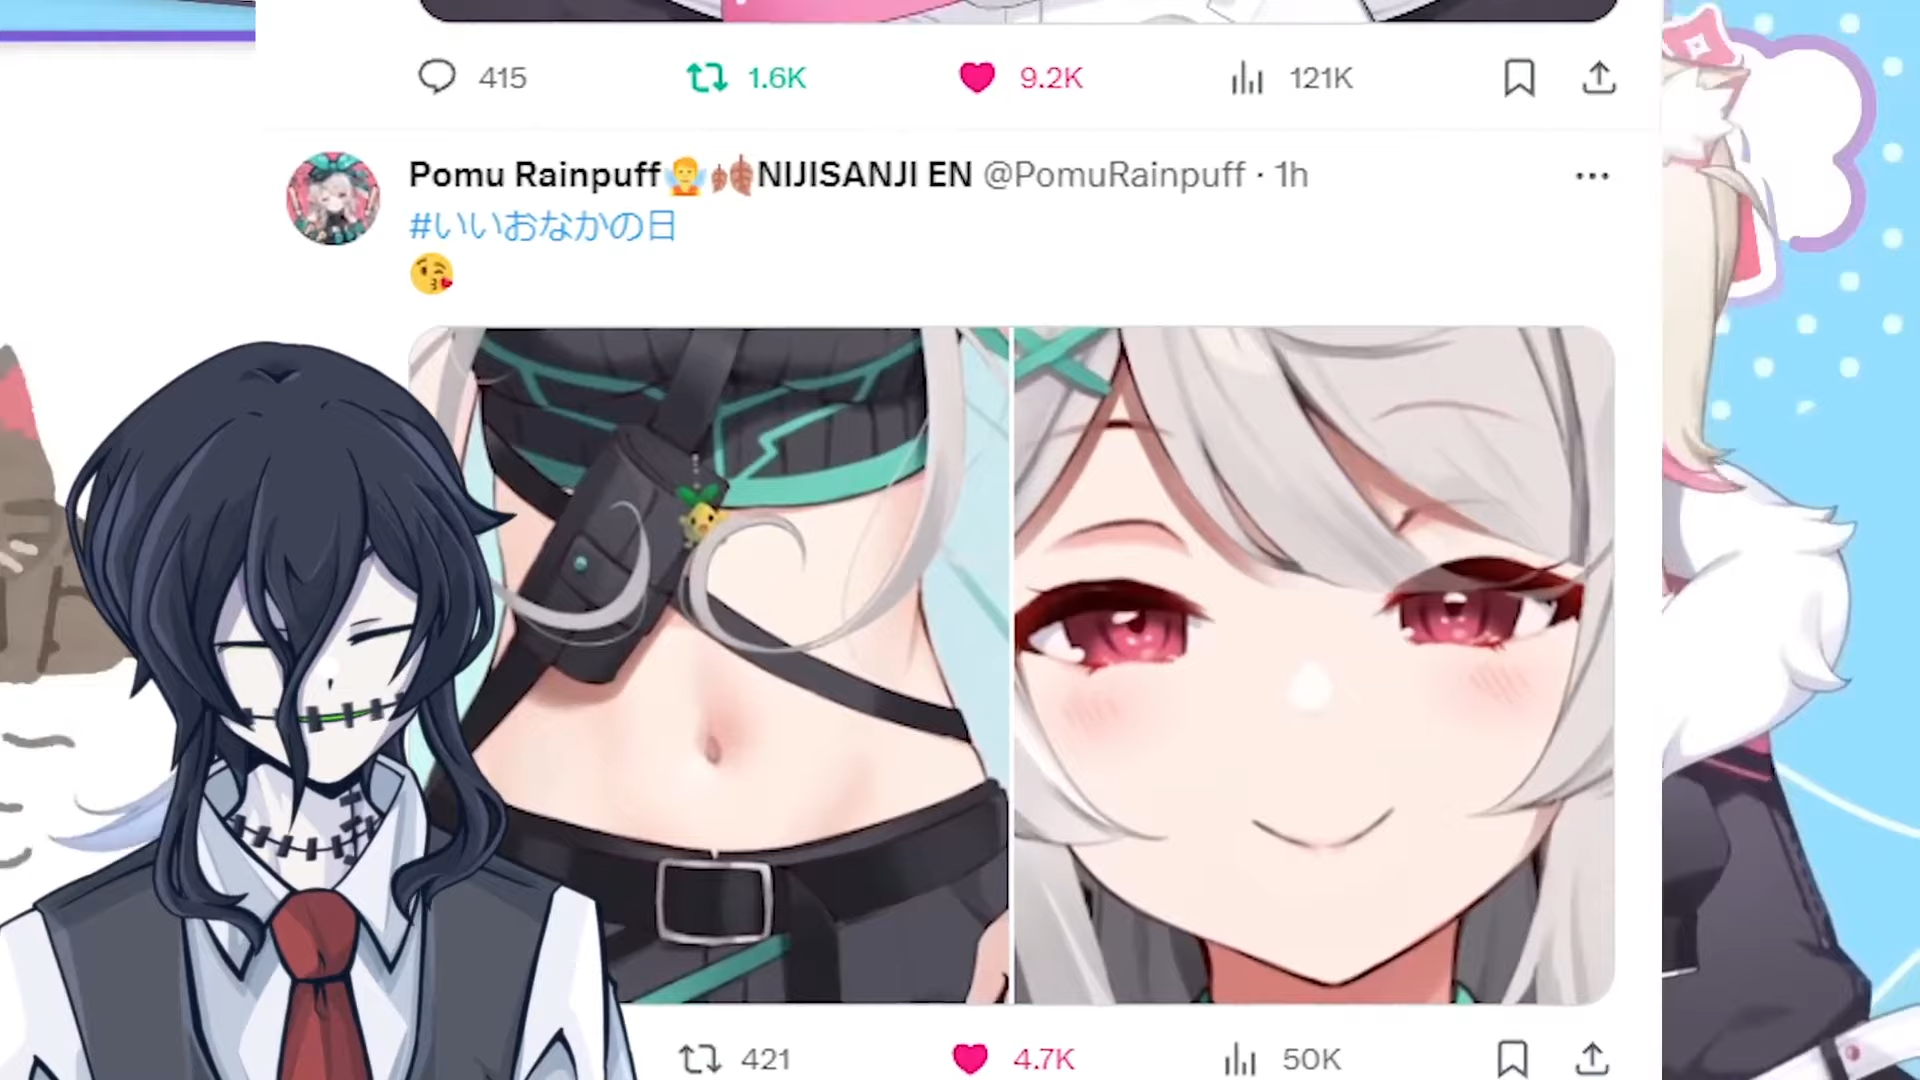 415 1.6K 9.2K 121K
Pomu Rainpuff🧚🍂NIJISANJI EN @PomuRainpuff · 1h
#いいおなかの日
😘
421 4.7K 50K